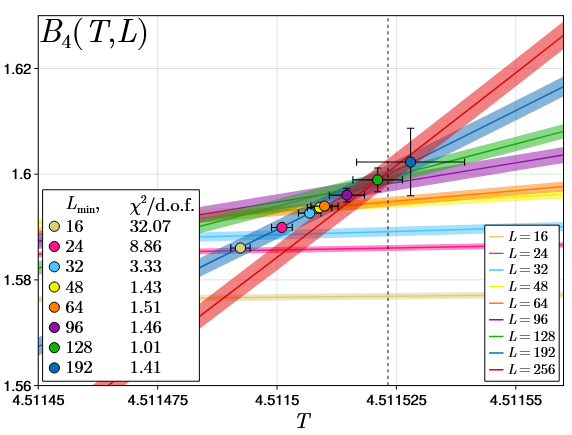 B₄(T,L)
1.62
1.6
1.58
1.56
L_min, χ²/d.o.f.
16 32.07
24 8.86
32 3.33
48 1.43
64 1.51
96 1.46
128 1.01
192 1.41
L = 16
L = 24
L = 32
L = 48
L = 64
L = 96
L = 128
L = 192
L = 256
4.51145 4.511475 4.5115 4.511525 4.51155
T